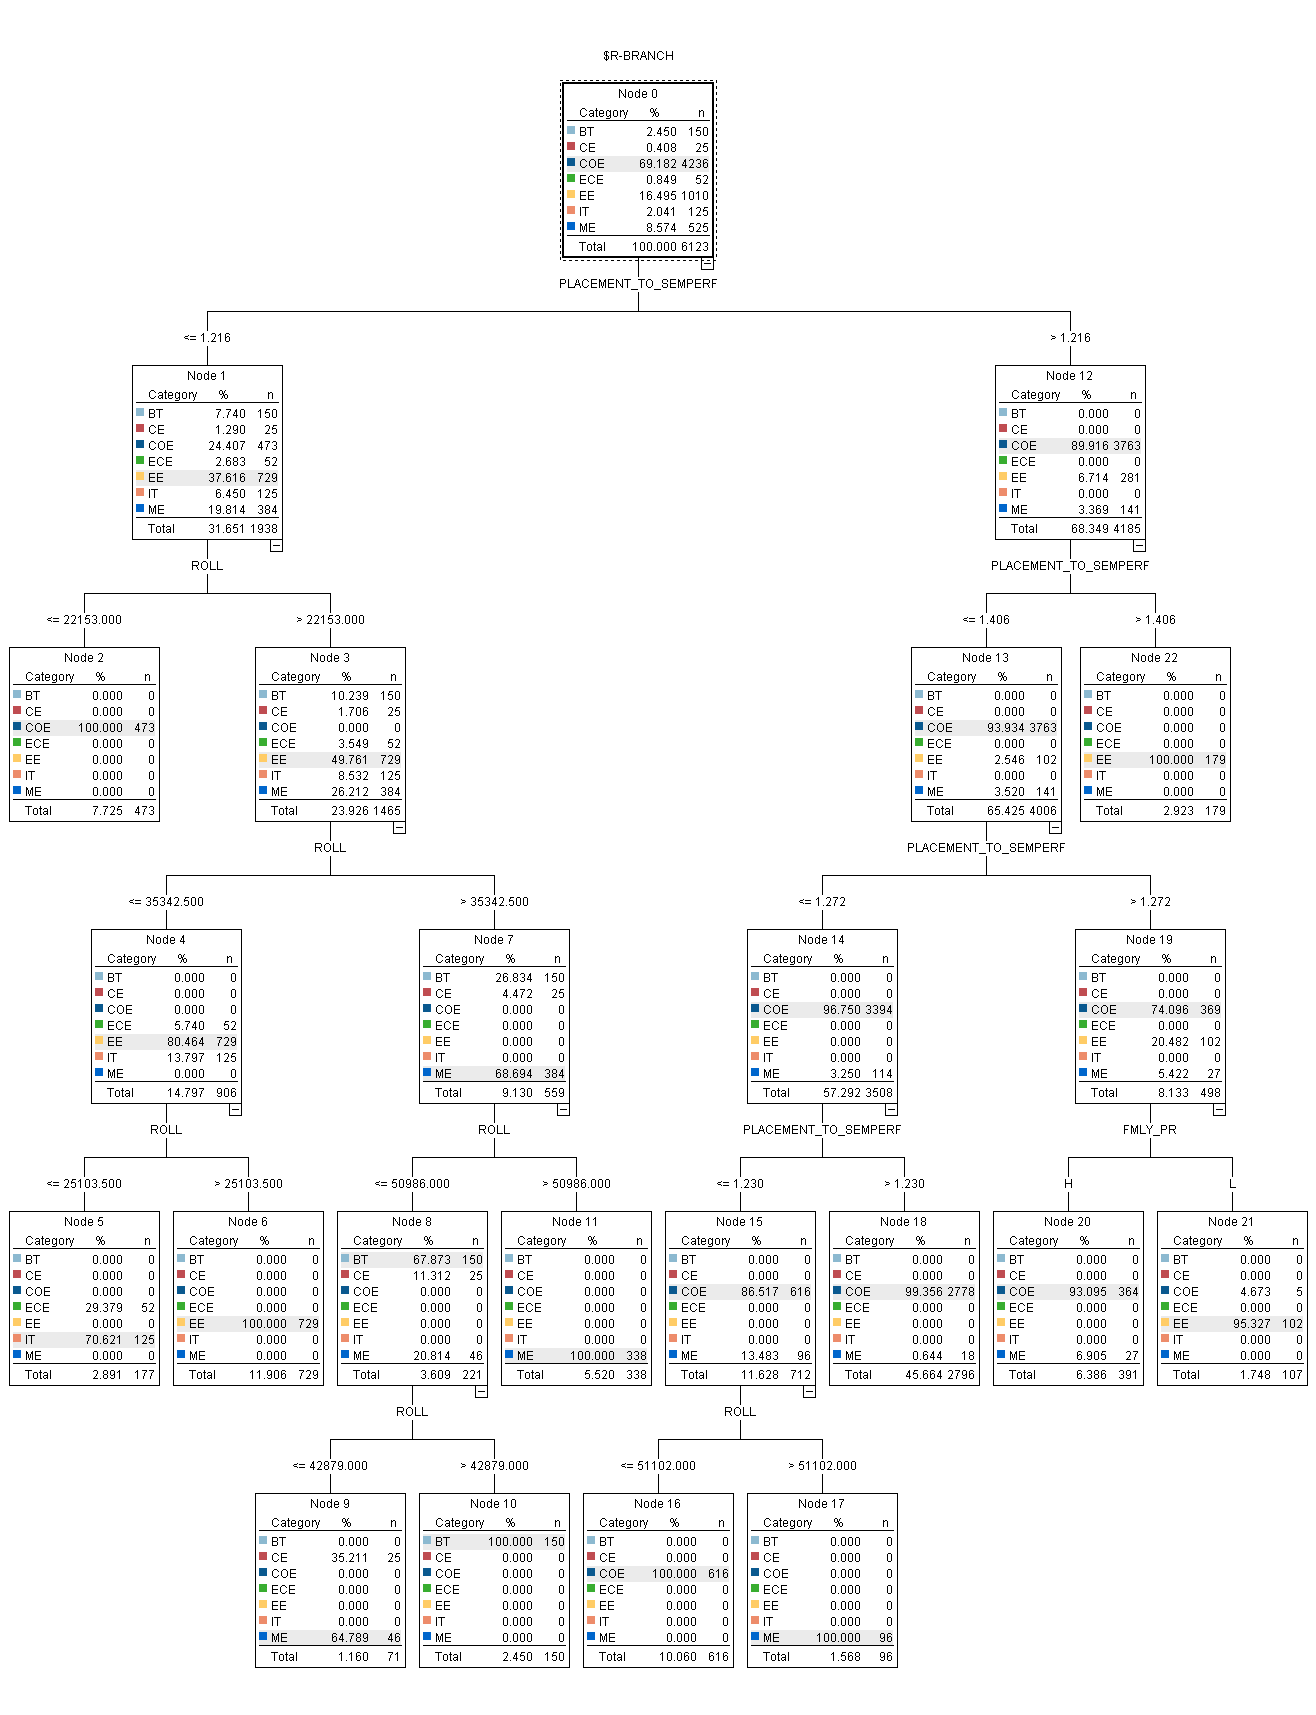 $R-BRANCH
Node 0
Category % n
BT 2.450 150
CE 0.408 25
COE 69.182 4236
ECE 0.849 52
EE 16.495 1010
IT 2.041 125
ME 8.574 525
Total 100.000 6123
PLACEMENT_TO_SEMPERF
<= 1.216
> 1.216
Node 1
Category % n
BT 7.740 150
CE 1.290 25
COE 24.407 473
ECE 2.683 52
EE 37.616 729
IT 6.450 125
ME 19.814 384
Total 31.651 1938
ROLL
Node 12
Category % n
BT 0.000 0
CE 0.000 0
COE 89.916 3763
ECE 0.000 0
EE 6.714 281
IT 0.000 0
ME 3.369 141
Total 68.349 4185
PLACEMENT_TO_SEMPERF
<= 22153.000
> 22153.000
<= 1.406
> 1.406
Node 2
Category % n
BT 0.000 0
CE 0.000 0
COE 100.000 473
ECE 0.000 0
EE 0.000 0
IT 0.000 0
ME 0.000 0
Total 7.725 473
Node 3
Category % n
BT 10.239 150
CE 1.706 25
COE 0.000 0
ECE 3.549 52
EE 49.761 729
IT 8.532 125
ME 26.212 384
Total 23.926 1465
ROLL
Node 13
Category % n
BT 0.000 0
CE 0.000 0
COE 93.934 3763
ECE 0.000 0
EE 2.546 102
IT 0.000 0
ME 3.520 141
Total 65.425 4006
PLACEMENT_TO_SEMPERF
Node 22
Category % n
BT 0.000 0
CE 0.000 0
COE 0.000 0
ECE 0.000 0
EE 100.000 179
IT 0.000 0
ME 0.000 0
Total 2.923 179
<= 35342.500
> 35342.500
<= 1.272
> 1.272
Node 4
Category % n
BT 0.000 0
CE 0.000 0
COE 0.000 0
ECE 5.740 52
EE 80.464 729
IT 13.797 125
ME 0.000 0
Total 14.797 906
ROLL
Node 7
Category % n
BT 26.834 150
CE 4.472 25
COE 0.000 0
ECE 0.000 0
EE 0.000 0
IT 0.000 0
ME 68.694 384
Total 9.130 559
ROLL
Node 14
Category % n
BT 0.000 0
CE 0.000 0
COE 96.750 3394
ECE 0.000 0
EE 0.000 0
IT 0.000 0
ME 3.250 114
Total 57.292 3508
PLACEMENT_TO_SEMPERF
Node 19
Category % n
BT 0.000 0
CE 0.000 0
COE 74.096 369
ECE 0.000 0
EE 20.482 102
IT 0.000 0
ME 5.422 27
Total 8.133 498
FMLY_PR
<= 25103.500
> 25103.500
<= 50986.000
> 50986.000
<= 1.230
> 1.230
H
L
Node 5
Category % n
BT 0.000 0
CE 0.000 0
COE 0.000 0
ECE 29.379 52
EE 0.000 0
IT 70.621 125
ME 0.000 0
Total 2.891 177
Node 6
Category % n
BT 0.000 0
CE 0.000 0
COE 0.000 0
ECE 0.000 0
EE 100.000 729
IT 0.000 0
ME 0.000 0
Total 11.906 729
Node 8
Category % n
BT 67.873 150
CE 11.312 25
COE 0.000 0
ECE 0.000 0
EE 0.000 0
IT 0.000 0
ME 20.814 46
Total 3.609 221
ROLL
Node 11
Category % n
BT 0.000 0
CE 0.000 0
COE 0.000 0
ECE 0.000 0
EE 0.000 0
IT 0.000 0
ME 100.000 338
Total 5.520 338
Node 15
Category % n
BT 0.000 0
CE 0.000 0
COE 86.517 616
ECE 0.000 0
EE 0.000 0
IT 0.000 0
ME 13.483 96
Total 11.628 712
ROLL
Node 18
Category % n
BT 0.000 0
CE 0.000 0
COE 99.356 2778
ECE 0.000 0
EE 0.000 0
IT 0.000 0
ME 0.644 18
Total 45.664 2796
Node 20
Category % n
BT 0.000 0
CE 0.000 0
COE 93.095 364
ECE 0.000 0
EE 0.000 0
IT 0.000 0
ME 6.905 27
Total 6.386 391
Node 21
Category % n
BT 0.000 0
CE 0.000 0
COE 4.673 5
ECE 0.000 0
EE 95.327 102
IT 0.000 0
ME 0.000 0
Total 1.748 107
<= 42879.000
> 42879.000
<= 51102.000
> 51102.000
Node 9
Category % n
BT 0.000 0
CE 35.211 25
COE 0.000 0
ECE 0.000 0
EE 0.000 0
IT 0.000 0
ME 64.789 46
Total 1.160 71
Node 10
Category % n
BT 100.000 150
CE 0.000 0
COE 0.000 0
ECE 0.000 0
EE 0.000 0
IT 0.000 0
ME 0.000 0
Total 2.450 150
Node 16
Category % n
BT 0.000 0
CE 0.000 0
COE 100.000 616
ECE 0.000 0
EE 0.000 0
IT 0.000 0
ME 0.000 0
Total 10.060 616
Node 17
Category % n
BT 0.000 0
CE 0.000 0
COE 0.000 0
ECE 0.000 0
EE 0.000 0
IT 0.000 0
ME 100.000 96
Total 1.568 96